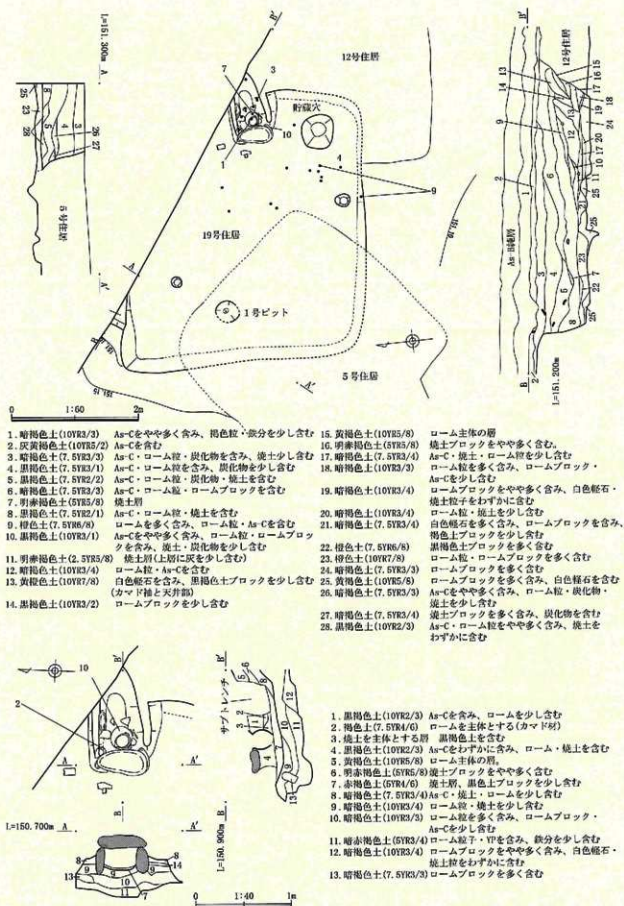 B'
12号住居
L=151.300m
A
7
3
貯蔵穴
10
1
4
9
5号住居
19号住居
A
1号ピット
A'
5号住居
A'
B
B'
12号住居
As-B純層
B
L=151.200m
0 1:60 2m
1. 暗褐色土(10YR3/3) As-Cをやや多く含み、褐色粒・鉄分を少し含む
2. 灰黄褐色土(10YR5/2) As-Cを含む
3. 暗褐色土(7.5YR3/3) As-C・ローム粒・炭化物を含み、焼土少し含む
4. 黒褐色土(7.5YR3/1) As-C・ローム粒を含み、炭化物を少し含む
5. 黒褐色土(7.5YR2/2) As-C・ローム粒・炭化物・焼土を含む
6. 暗褐色土(7.5YR3/3) As-C・ローム粒・ロームブロックを含む
7. 明赤褐色土(5YR5/8) 焼土層
8. 黒褐色土(7.5YR2/1) As-C・ローム粒・焼土を含む
9. 橙色土(7.5YR6/8) ロームを多く含み、ローム粒・As-Cを含む
10. 黒褐色土(10YR3/1) As-Cをやや多く含み、ローム粒・ロームブロッ
クを含み、焼土・炭化物を少し含む
11. 明赤褐色土(2.5YR5/8) 焼土層(上層に灰を少し含む)
12. 暗褐色土(10YR3/4) ローム粒・As-Cを含む
13. 黄橙色土(10YR7/8) 白色軽石を含み、黒褐色土ブロックを少し含む
(カマド袖と天井部)
14. 黒褐色土(10YR3/2) ロームブロックを少し含む
15. 黄褐色土(10YR5/8) ローム主体の層
16. 明赤褐色土(5YR5/8) 焼土ブロックをやや多く含む。
17. 暗褐色土(7.5YR3/4) As-C・焼土・ローム粒を少し含む
18. 暗褐色土(10YR3/3) ローム粒を多く含み、ロームブロック・
As-Cを少し含む
19. 暗褐色土(10YR3/4) ロームブロックをやや多く含み、白色軽石・
焼土粒子をわずかに含む
20. 暗褐色土(10YR3/4) ローム粒・焼土を少し含む
21. 暗褐色土(7.5YR3/4) 白色軽石を多く含み、ロームブロックを含み、
褐色土ブロックを少し含む
22. 橙色土(7.5YR6/8) 黒褐色土ブロックを多く含む
23. 橙色土(10YR7/8) ローム粒・ロームブロックを多く含む
24. 暗褐色土(7.5YR3/3) ロームブロックを多く含む
25. 黄褐色土(10YR5/8) ロームブロックを多く含み、白色軽石を含む
26. 暗褐色土(7.5YR3/3) As-Cをやや多く含み、ローム粒・炭化物・
焼土を少し含む
27. 暗褐色土(7.5YR3/4) 焼土ブロックを多く含み、炭化物を含む
28. 黒褐色土(10YR2/3) As-C・ローム粒をやや多く含み、焼土を
わずかに含む
10
B'
2
A
A'
B
サブトレンチ
B'
B
L=150.900m
L=150.700m A A'
0 1:40 1m
1. 黒褐色土(10YR2/3) As-Cを含み、ロームを少し含む
2. 褐色土(7.5YR4/6) ロームを主体とする(カマド材)
3. 焼土を主体とする層 黒褐色土を含む
4. 黒褐色土(10YR2/3) As-Cをわずかに含み、ローム・焼土を含む
5. 黄褐色土(10YR5/8) ローム主体の層。
6. 明赤褐色土(5YR5/8) 焼土ブロックをやや多く含む
7. 赤褐色土(5YR4/6) 焼土層、黒色土ブロックを少し含む
8. 暗褐色土(7.5YR3/4) As-C・焼土・ロームを少し含む
9. 暗褐色土(10YR3/4) ローム粒・焼土を少し含む
10. 暗褐色土(10YR3/3) ローム粒を多く含み、ロームブロック・
As-Cを少し含む
11. 暗赤褐色土(5YR3/4) ローム粒子・YPを含み、鉄分を少し含む
12. 暗褐色土(10YR3/4) ロームブロックをやや多く含み、白色軽石・
焼土粒をわずかに含む
13. 暗褐色土(7.5YR3/3) ロームブロックを多く含む